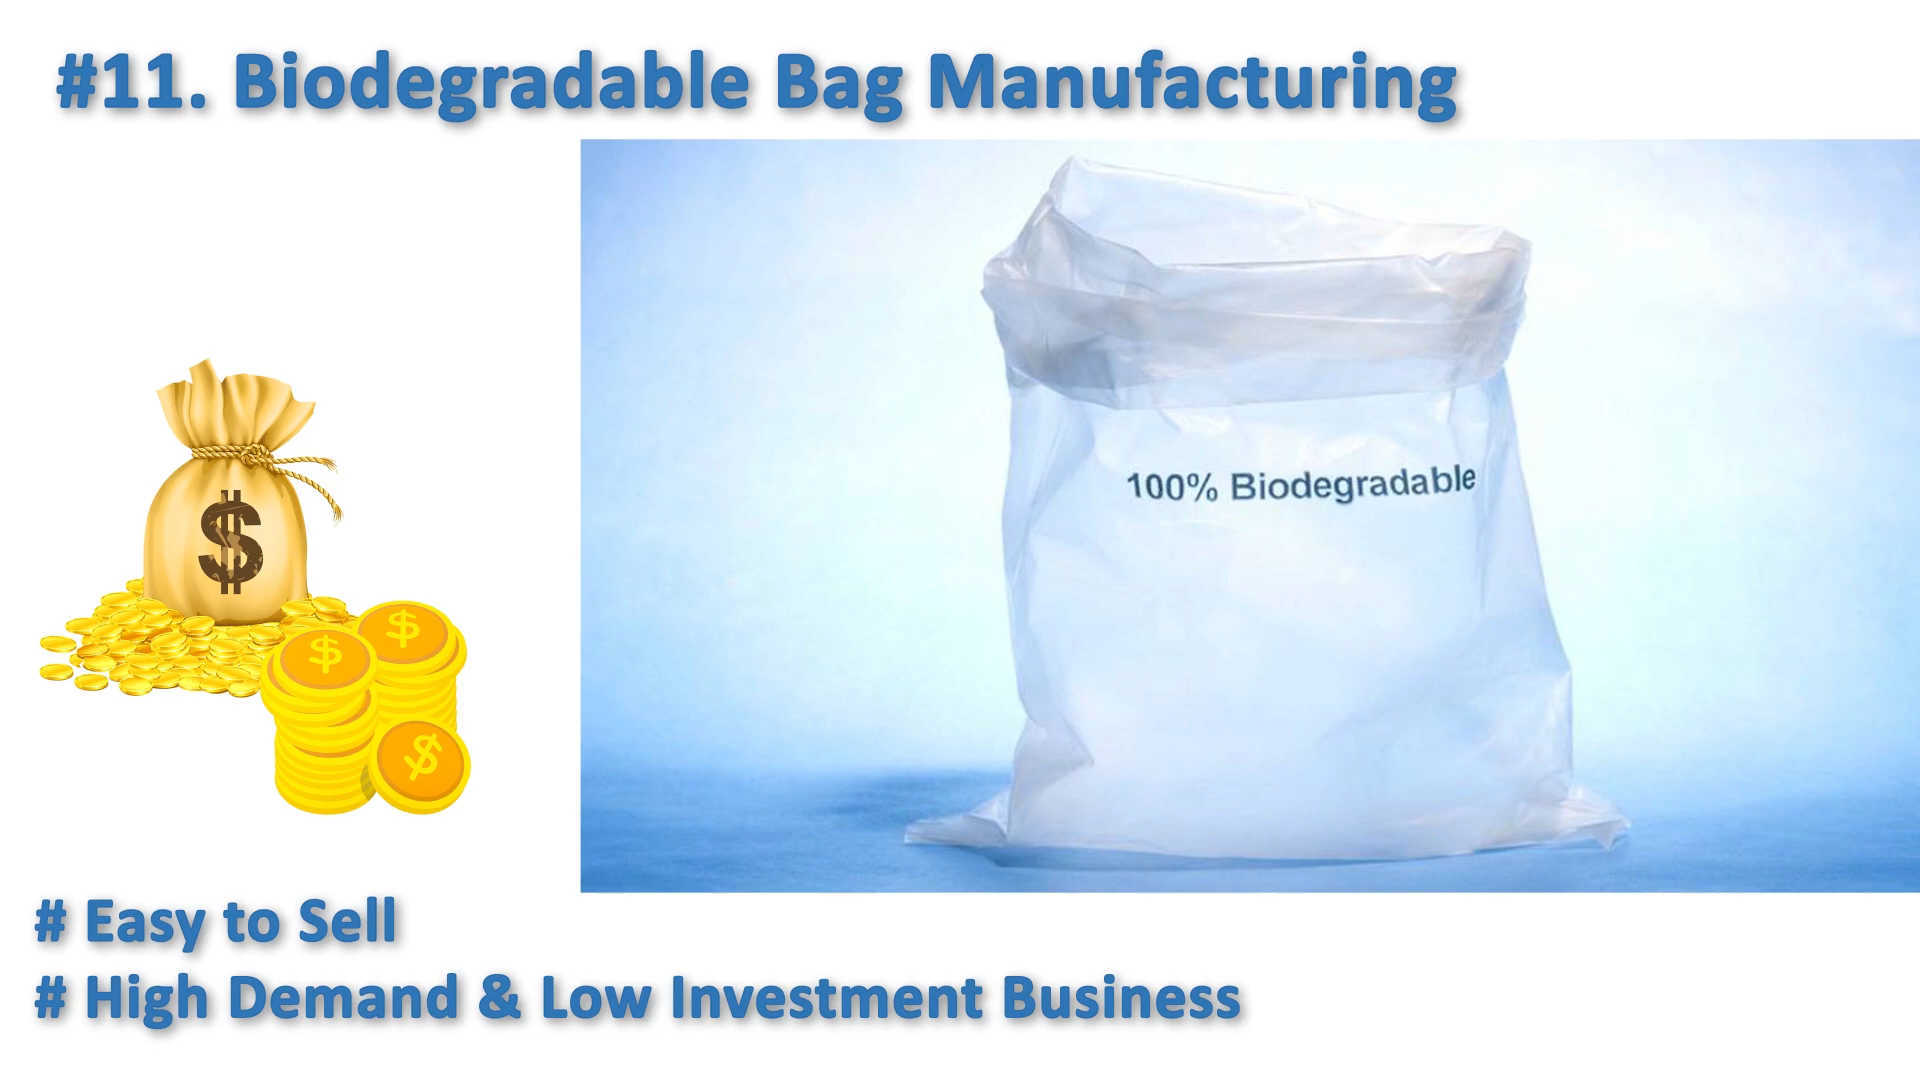 #11. Biodegradable Bag Manufacturing
100% Biodegradable
$
$
$
$
# Easy to Sell
# High Demand & Low Investment Business